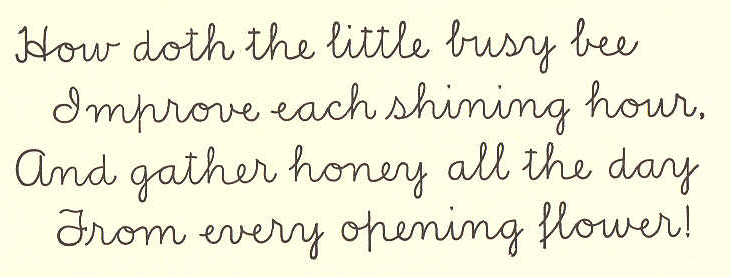 How doth the little busy bee
Improve each shining hour,
And gather honey all the day
From every opening flower!